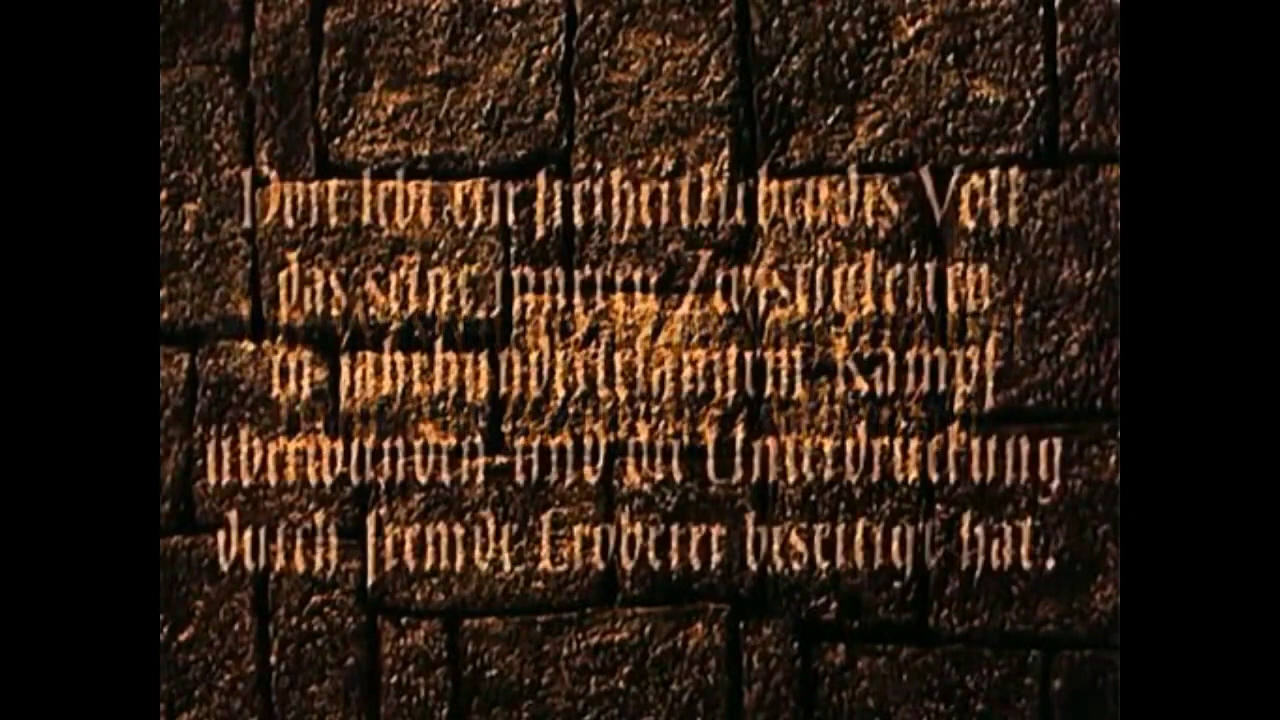 Dort lebt ein freiheitliebendes Volk
das seine inneren Zwistigkeiten
in jahrhundertelangem Kampf
überwunden und die Unterdrückung
durch fremde Eroberer beseitigt hat.